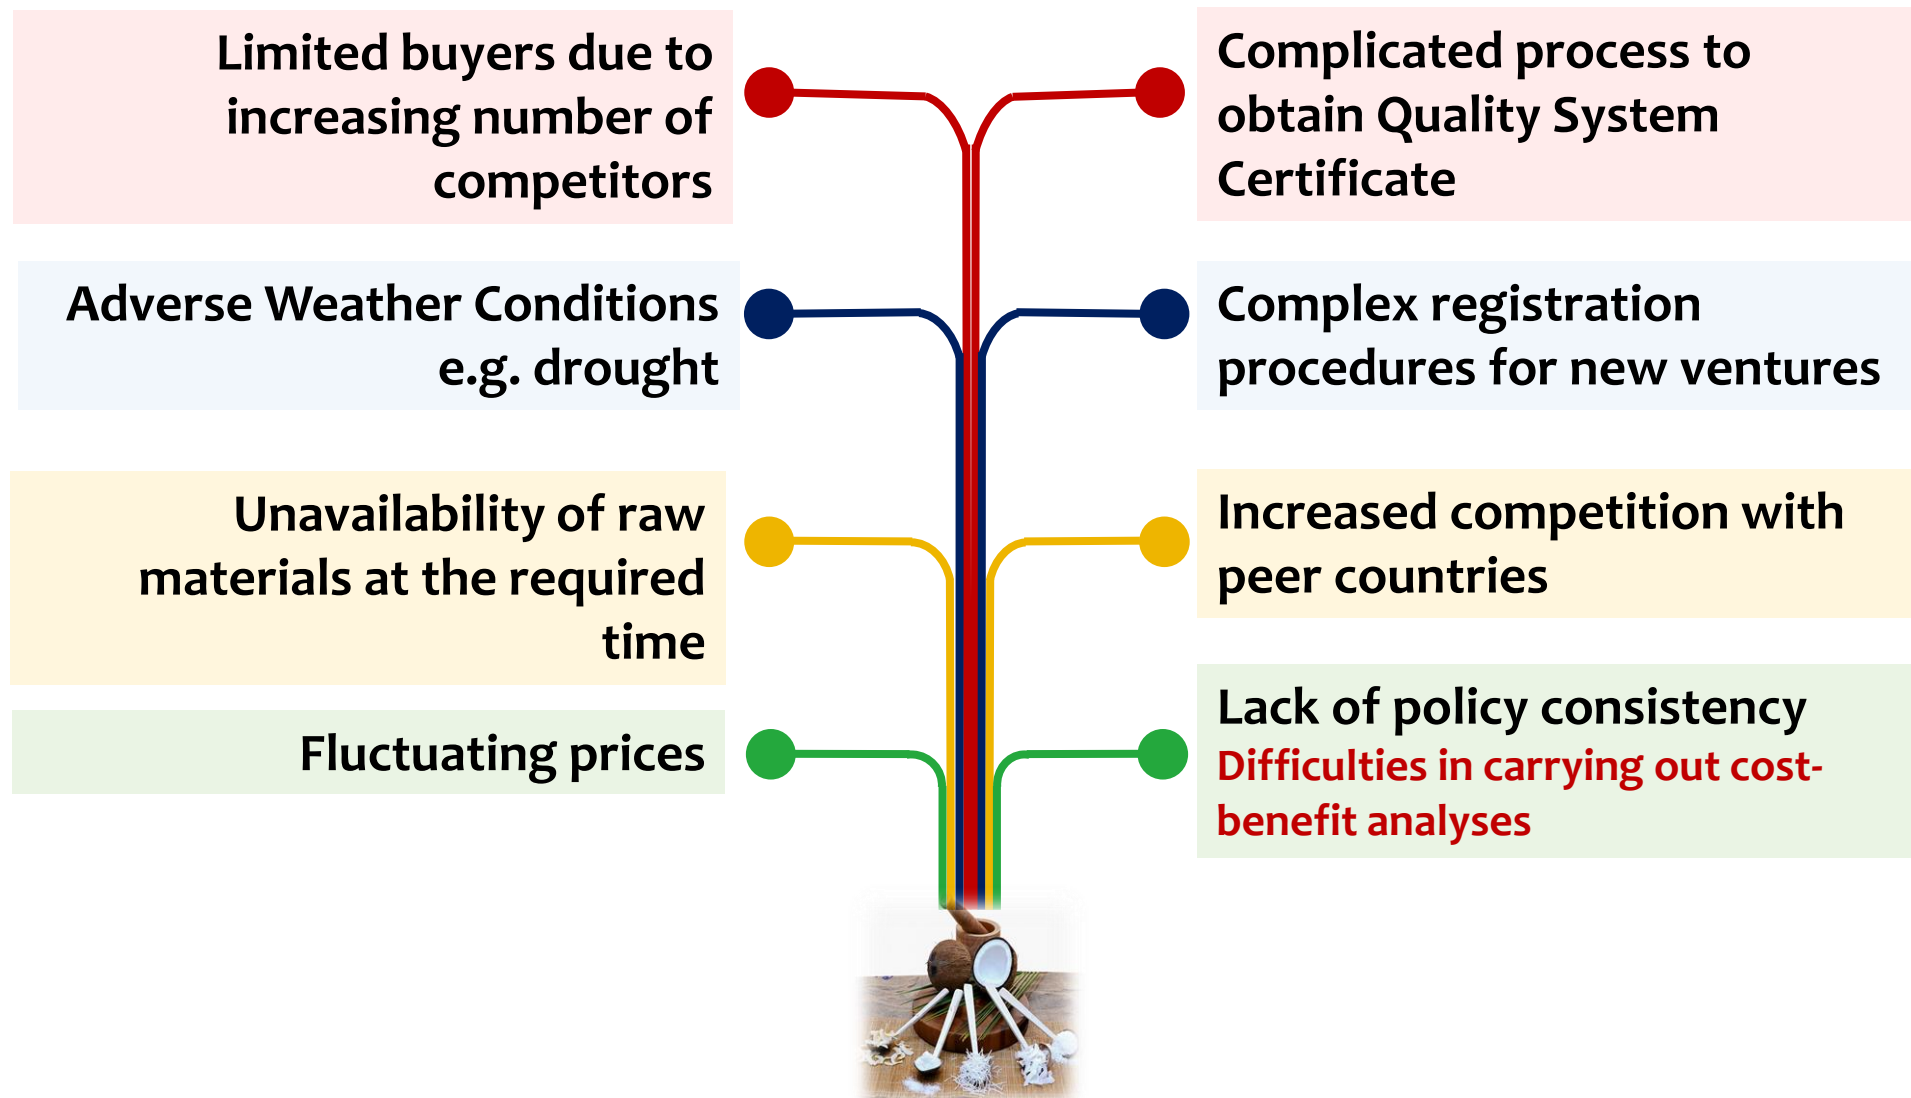 Limited buyers due to
increasing number of
competitors
Adverse Weather Conditions
e.g. drought
Unavailability of raw
materials at the required
time
Fluctuating prices
Complicated process to
obtain Quality System
Certificate
Complex registration
procedures for new ventures
Increased competition with
peer countries
Lack of policy consistency
Difficulties in carrying out cost-
benefit analyses